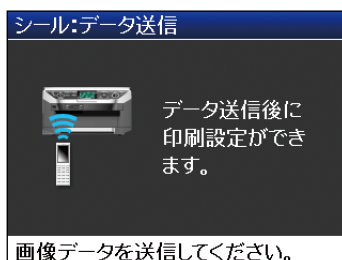 シール:データ送信
データ送信後に
印刷設定ができ
ます。
画像データを送信してください。